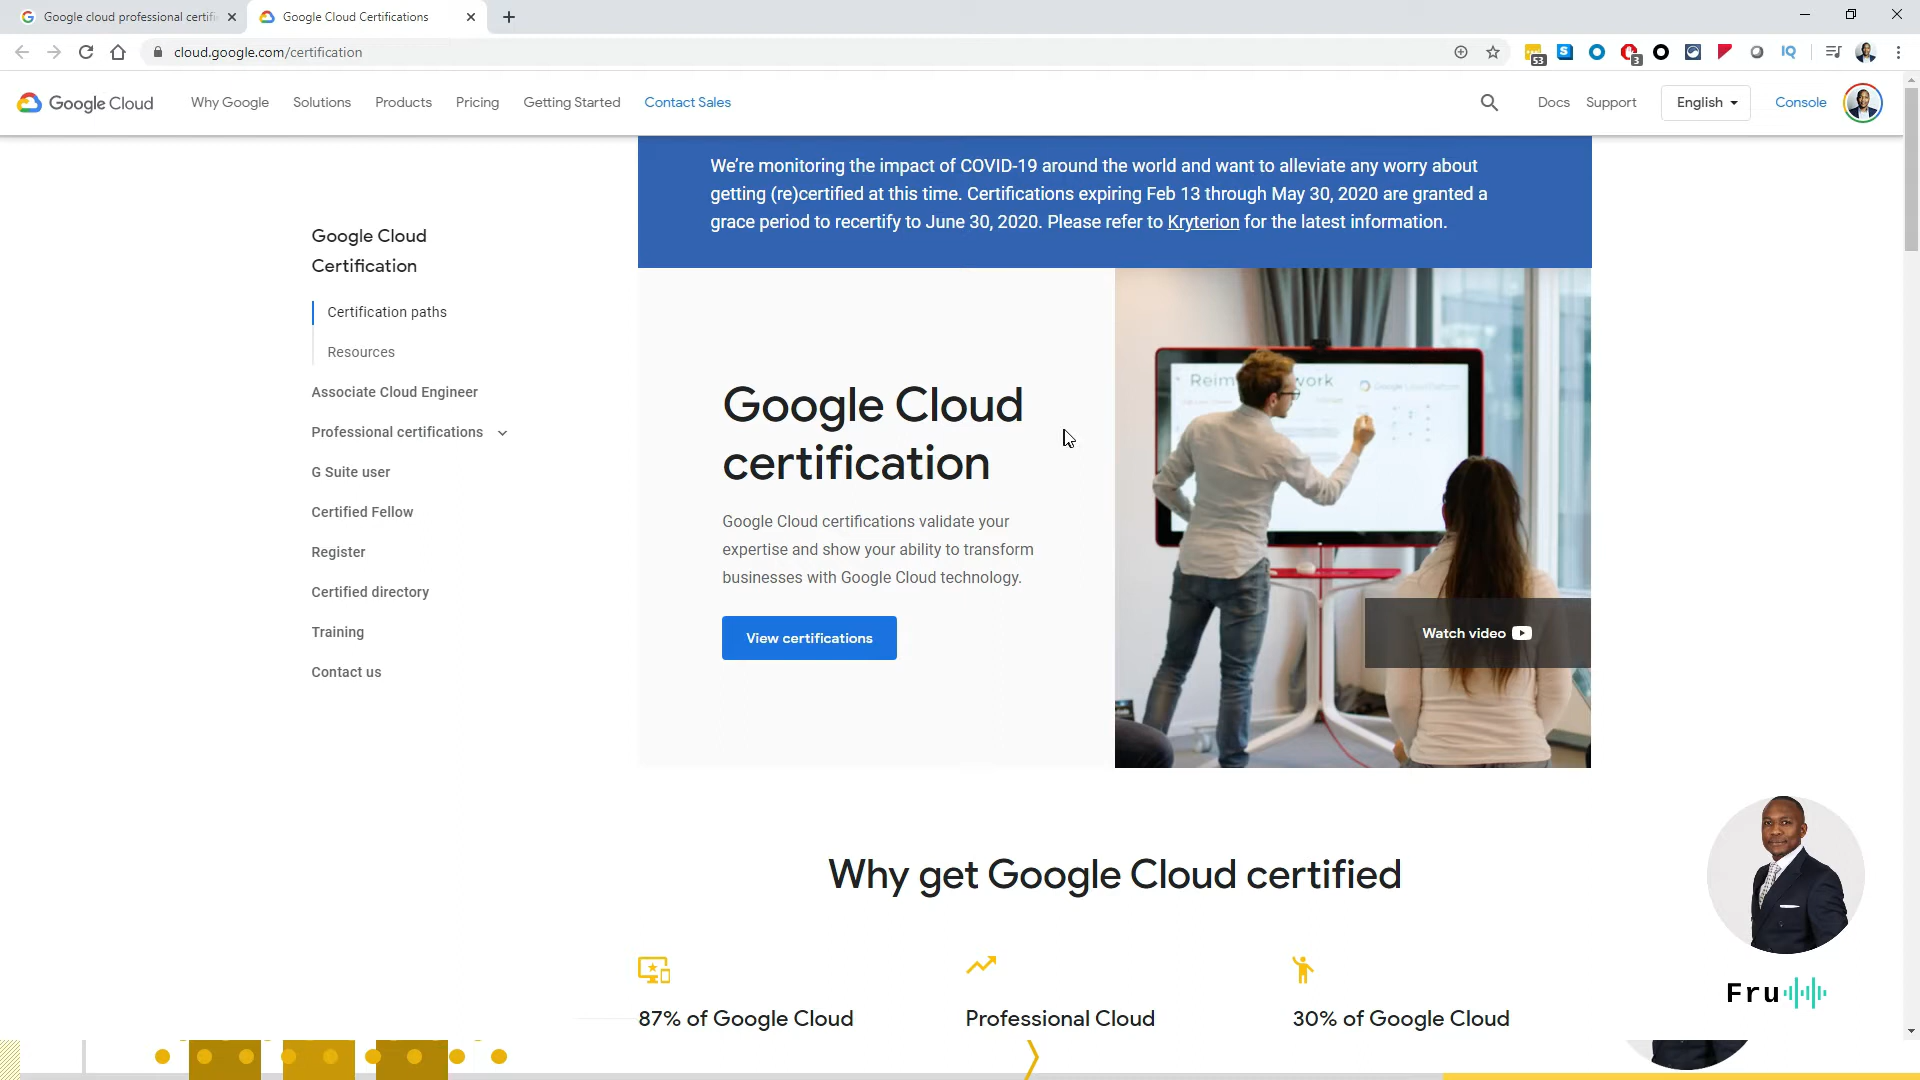 Google cloud professional certifi
Google Cloud Certifications
cloud.google.com/certification
53
3
IQ
Google Cloud
Why Google
Solutions
Products
Pricing
Getting Started
Contact Sales
Docs
Support
English
Console
We're monitoring the impact of COVID-19 around the world and want to alleviate any worry about
getting (re)certified at this time. Certifications expiring Feb 13 through May 30, 2020 are granted a
grace period to recertify to June 30, 2020. Please refer to Kryterion for the latest information.
Google Cloud
Certification
Certification paths
Resources
Associate Cloud Engineer
Professional certifications
G Suite user
Certified Fellow
Register
Certified directory
Training
Contact us
Google Cloud
certification
Google Cloud certifications validate your
expertise and show your ability to transform
businesses with Google Cloud technology.
View certifications
Watch video
Why get Google Cloud certified
87% of Google Cloud
Professional Cloud
30% of Google Cloud
Fru